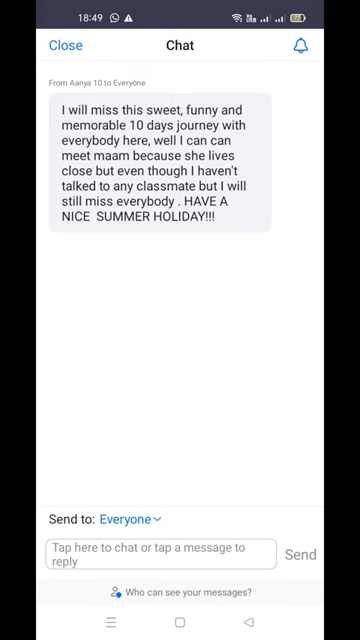 18:49
Close Chat
From Aanya 10 to Everyone
I will miss this sweet, funny and
memorable 10 days journey with
everybody here, well I can can
meet maam because she lives
close but even though I haven't
talked to any classmate but I will
still miss everybody . HAVE A
NICE  SUMMER HOLIDAY!!!
Send to: Everyone
Tap here to chat or tap a message to
reply
Send
Who can see your messages?